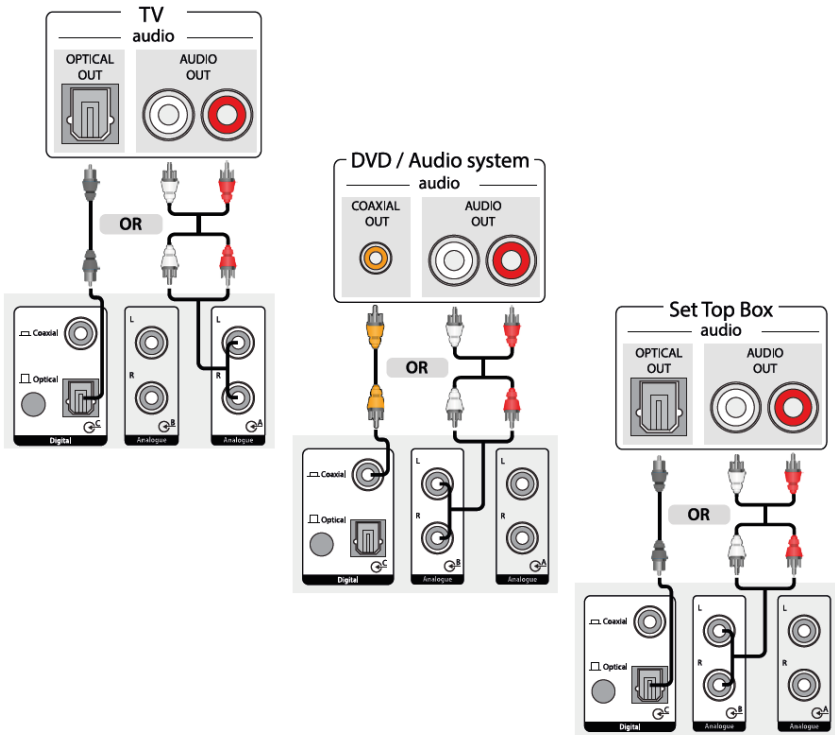 TV
audio
OPTICAL
OUT
AUDIO
OUT
OR
Coaxial
Optical
C
Digital
L
R
B
Analogue
L
R
A
Analogue
DVD / Audio system
audio
COAXIAL
OUT
AUDIO
OUT
OR
Coaxial
Optical
C
Digital
L
R
B
Analogue
L
R
A
Analogue
Set Top Box
audio
OPTICAL
OUT
AUDIO
OUT
OR
Coaxial
Optical
C
Digital
L
R
B
Analogue
L
R
A
Analogue